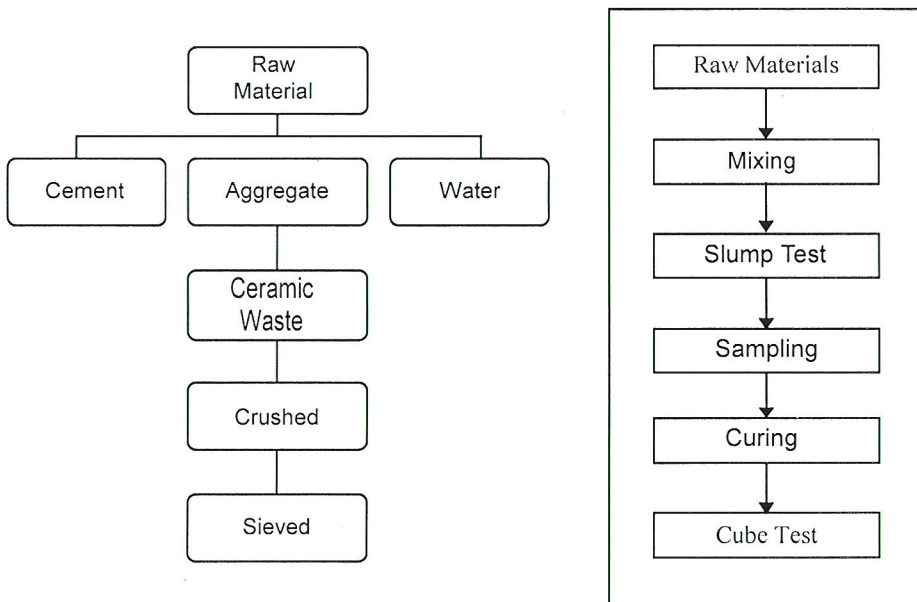 Raw
Material
Cement
Aggregate
Water
Ceramic
Waste
Crushed
Sieved
Raw Materials
Mixing
Slump Test
Sampling
Curing
Cube Test